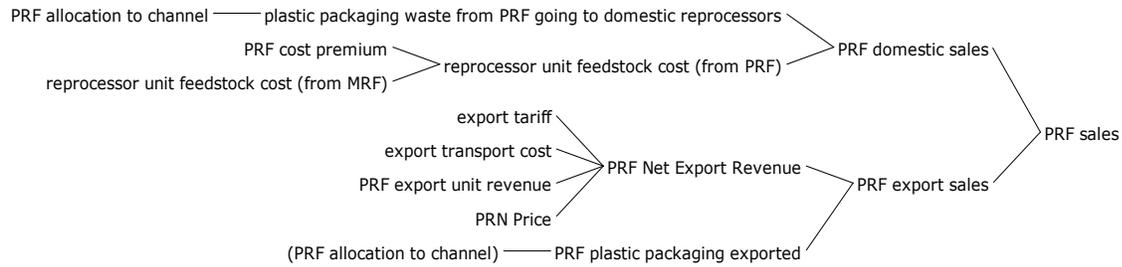 PRF allocation to channel
plastic packaging waste from PRF going to domestic reprocessors
PRF cost premium
PRF domestic sales
reprocessor unit feedstock cost (from PRF)
reprocessor unit feedstock cost (from MRF)
export tariff
PRF sales
export transport cost
PRF Net Export Revenue
PRF export unit revenue
PRF export sales
PRN Price
(PRF allocation to channel)
PRF plastic packaging exported